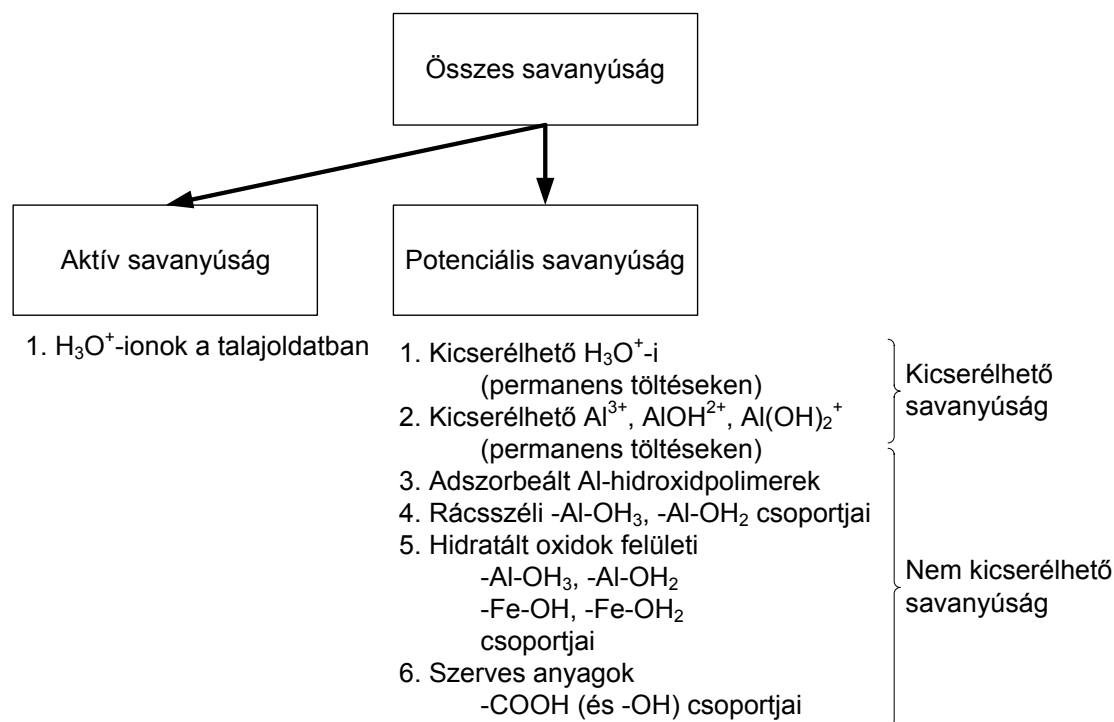 Összes savanyúság
Aktív savanyúság
Potenciális savanyúság
1. H₃O⁺-ionok a talajoldatban
1. Kicserélhető H₃O⁺-i
(permanens töltéseken)
2. Kicserélhető Al³⁺, AlOH²⁺, Al(OH)₂⁺
(permanens töltéseken)
Kicserélhető
savanyúság
3. Adszorbeált Al-hidroxidpolimerek
4. Rácsszéli -Al-OH₃, -Al-OH₂ csoportjai
5. Hidratált oxidok felületi
-Al-OH₃, -Al-OH₂
-Fe-OH, -Fe-OH₂
csoportjai
6. Szerves anyagok
-COOH (és -OH) csoportjai
Nem kicserélhető
savanyúság